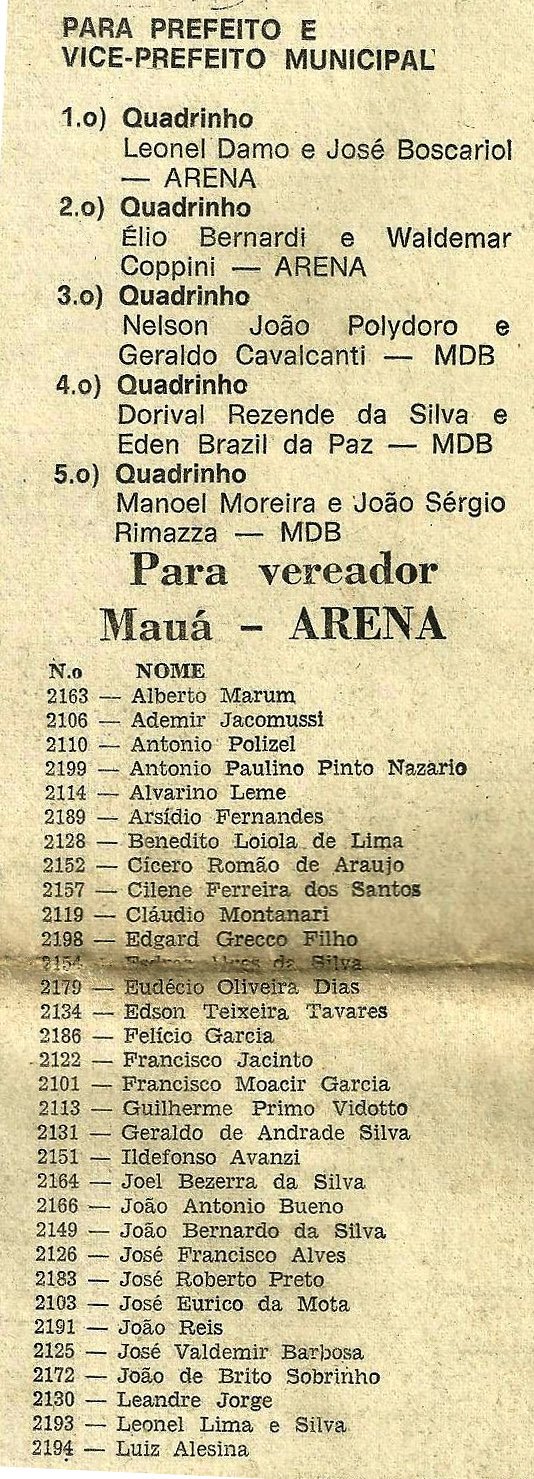 PARA PREFEITO E
VICE-PREFEITO MUNICIPAL
1.o) Quadrinho
Leonel Damo e José Boscariol
— ARENA
2.o) Quadrinho
Élio Bernardi e Waldemar
Coppini — ARENA
3.o) Quadrinho
Nelson João Polydoro e
Geraldo Cavalcanti — MDB
4.o) Quadrinho
Dorival Rezende da Silva e
Eden Brazil da Paz — MDB
5.o) Quadrinho
Manoel Moreira e João Sérgio
Rimazza — MDB
Para vereador
Mauá - ARENA
N.o NOME
2163 — Alberto Marum
2106 — Ademir Jacomussi
2110 — Antonio Polizel
2199 — Antonio Paulino Pinto Nazario
2114 — Alvarino Leme
2189 — Arsídio Fernandes
2128 — Benedito Loiola de Lima
2152 — Cícero Romão de Araujo
2157 — Cilene Ferreira dos Santos
2119 — Cláudio Montanari
2198 — Edgard Grecco Filho
2154 — Alves da Silva
2179 — Eudécio Oliveira Dias
2134 — Edson Teixeira Tavares
2186 — Felício Garcia
2122 — Francisco Jacinto
2101 — Francisco Moacir Garcia
2113 — Guilherme Primo Vidotto
2131 — Geraldo de Andrade Silva
2151 — Ildefonso Avanzi
2164 — Joel Bezerra da Silva
2166 — João Antonio Bueno
2149 — João Bernardo da Silva
2126 — José Francisco Alves
2183 — José Roberto Preto
2103 — José Eurico da Mota
2191 — João Reis
2125 — José Valdemir Barbosa
2172 — João de Brito Sobrinho
2130 — Leandre Jorge
2193 — Leonel Lima e Silva
2194 — Luiz Alesina